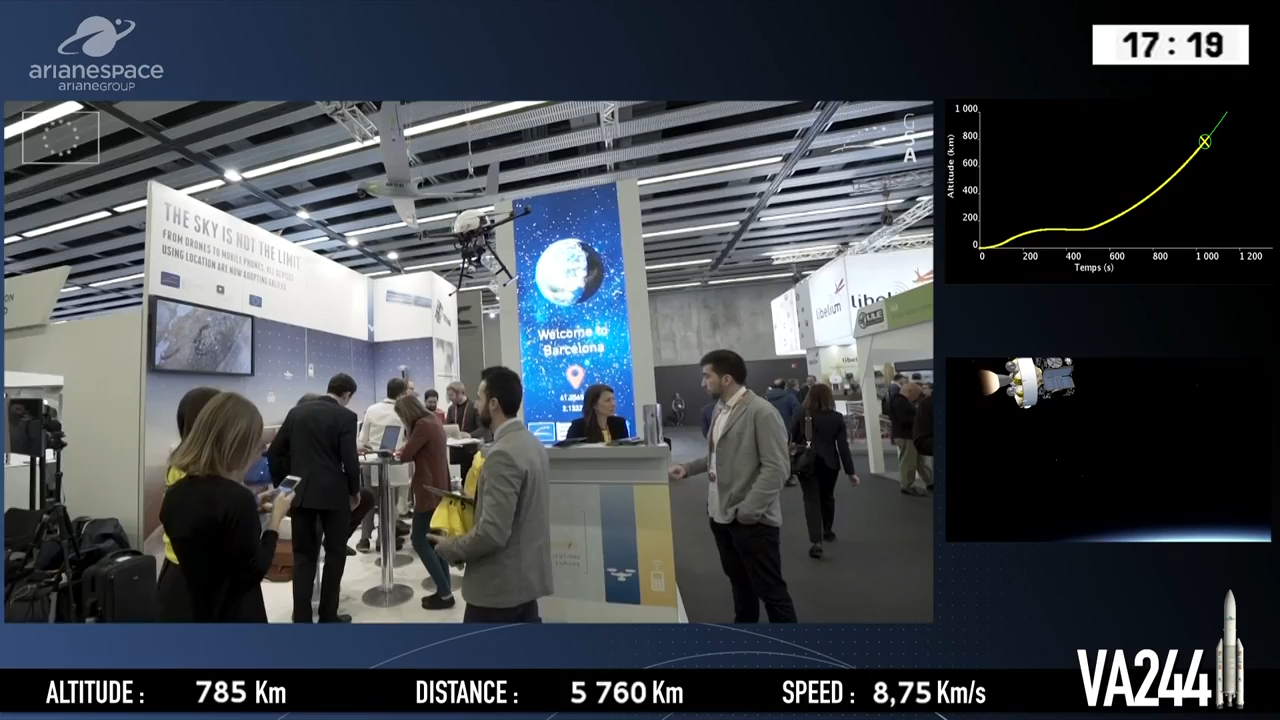 arianespace
arianeGROUP
17 : 19
GSA
THE SKY IS NOT THE LIMIT
FROM DRONES TO MOBILE PHONES, ALL DEVICES
USING LOCATION ARE NOW ADOPTING GALILEO
Welcome to
Barcelona
libelium
libel
1 000
800
600
400
200
0
Altitude (km)
0 200 400 600 800 1 000 1 200
Temps (s)
ALTITUDE : 785 Km
DISTANCE : 5 760 Km
SPEED : 8,75 Km/s
VA244